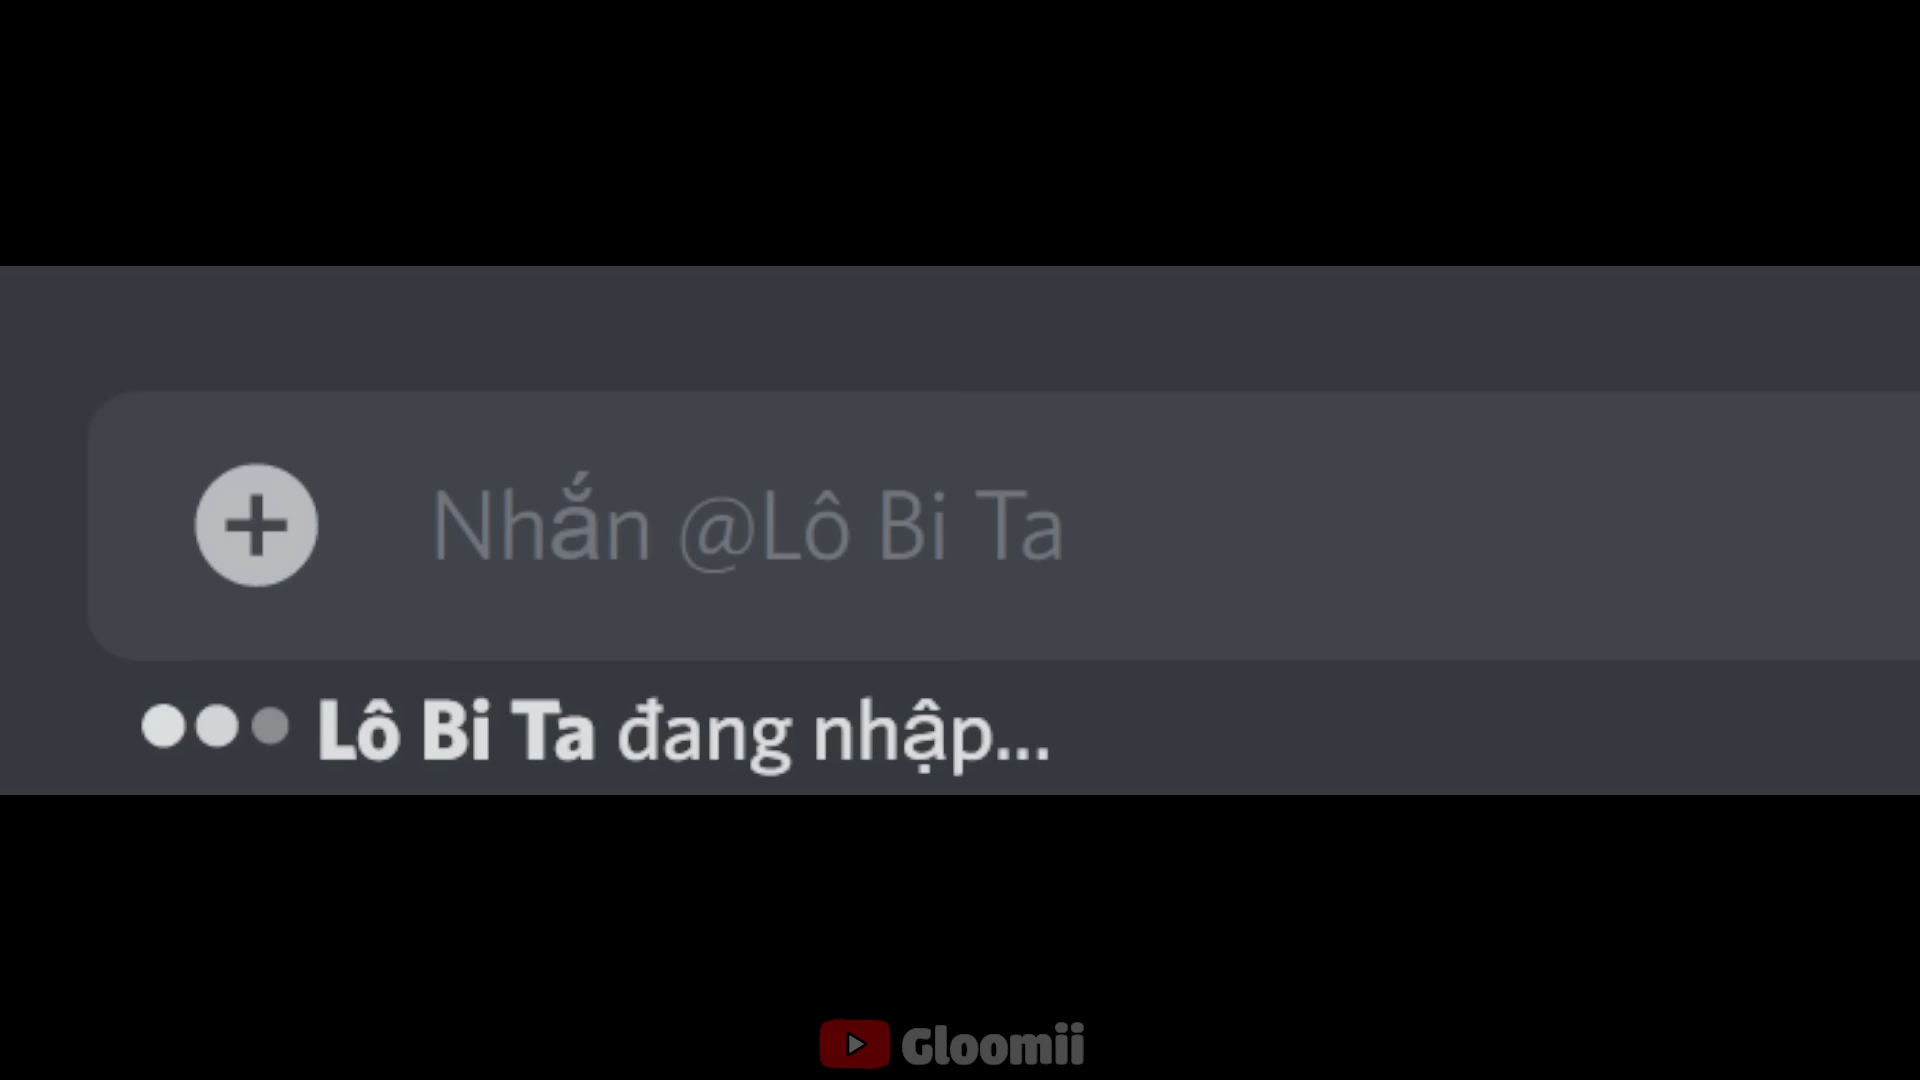 Nhắn @Lô Bi Ta
Lô Bi Ta đang nhập...
Gloomii